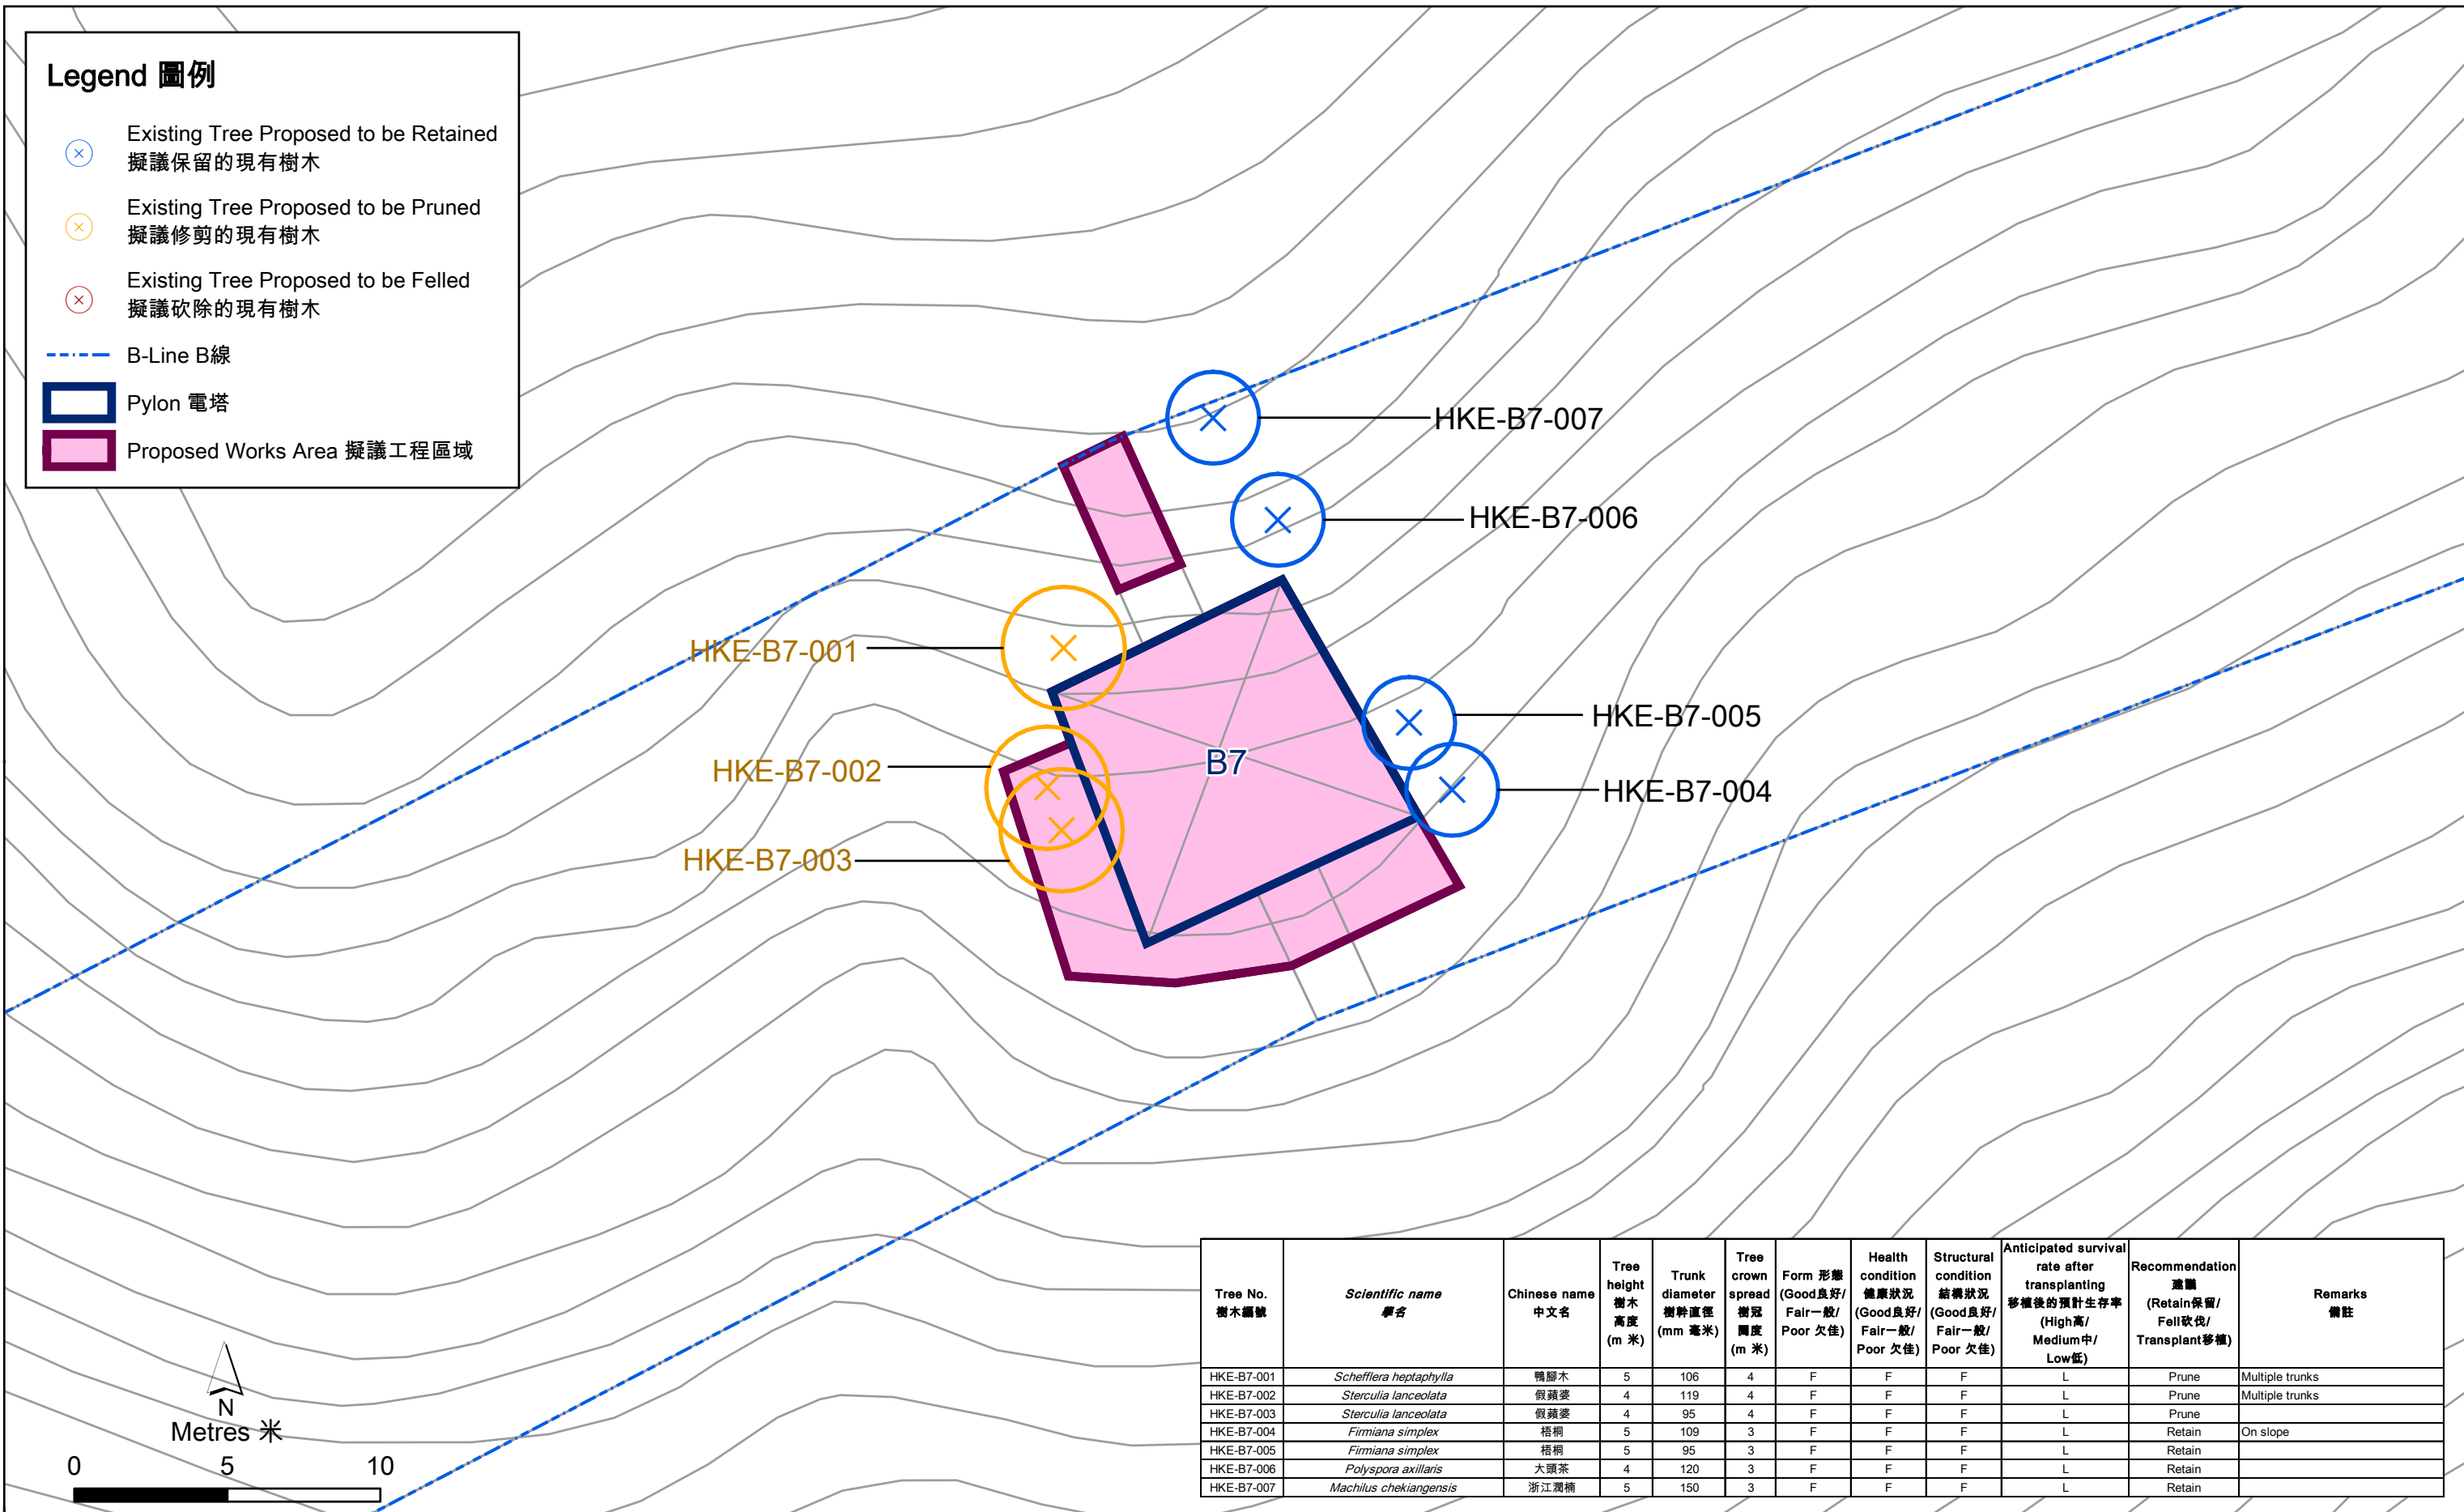 Legend 圖例
Existing Tree Proposed to be Retained
擬議保留的現有樹木
Existing Tree Proposed to be Pruned
擬議修剪的現有樹木
Existing Tree Proposed to be Felled
擬議砍除的現有樹木
B-Line B線
Pylon 電塔
Proposed Works Area 擬議工程區域
HKE-B7-007
HKE-B7-006
HKE-B7-001
HKE-B7-005
HKE-B7-002
B7
HKE-B7-004
HKE-B7-003
N
Metres 米
0 5 10
Tree No.
樹木編號
Scientific name
學名
Chinese name
中文名
Tree
height
樹木
高度
(m 米)
Trunk
diameter
樹幹直徑
(mm 毫米)
Tree
crown
spread
樹冠
闊度
(m 米)
Form 形態
(Good良好/
Fair一般/
Poor 欠佳)
Health
condition
健康狀況
(Good良好/
Fair一般/
Poor 欠佳)
Structural
condition
結構狀況
(Good良好/
Fair一般/
Poor 欠佳)
Anticipated survival
rate after
transplanting
移植後的預計生存率
(High高/
Medium中/
Low低)
Recommendation
建議
(Retain保留/
Fell砍伐/
Transplant移植)
Remarks
備註
HKE-B7-001 Schefflera heptaphylla 鴨腳木 5 106 4 F F F L Prune Multiple trunks
HKE-B7-002 Sterculia lanceolata 假蘋婆 4 119 4 F F F L Prune Multiple trunks
HKE-B7-003 Sterculia lanceolata 假蘋婆 4 95 4 F F F L Prune
HKE-B7-004 Firmiana simplex 梧桐 5 109 3 F F F L Retain On slope
HKE-B7-005 Firmiana simplex 梧桐 5 95 3 F F F L Retain
HKE-B7-006 Polyspora axillaris 大頭茶 4 120 3 F F F L Retain
HKE-B7-007 Machilus chekiangensis 浙江潤楠 5 150 3 F F F L Retain